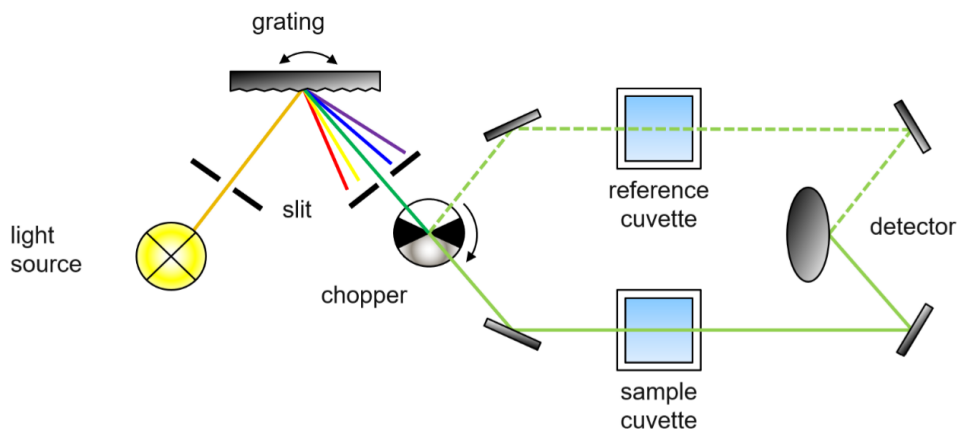 grating
slit
light
source
chopper
reference
cuvette
detector
sample
cuvette